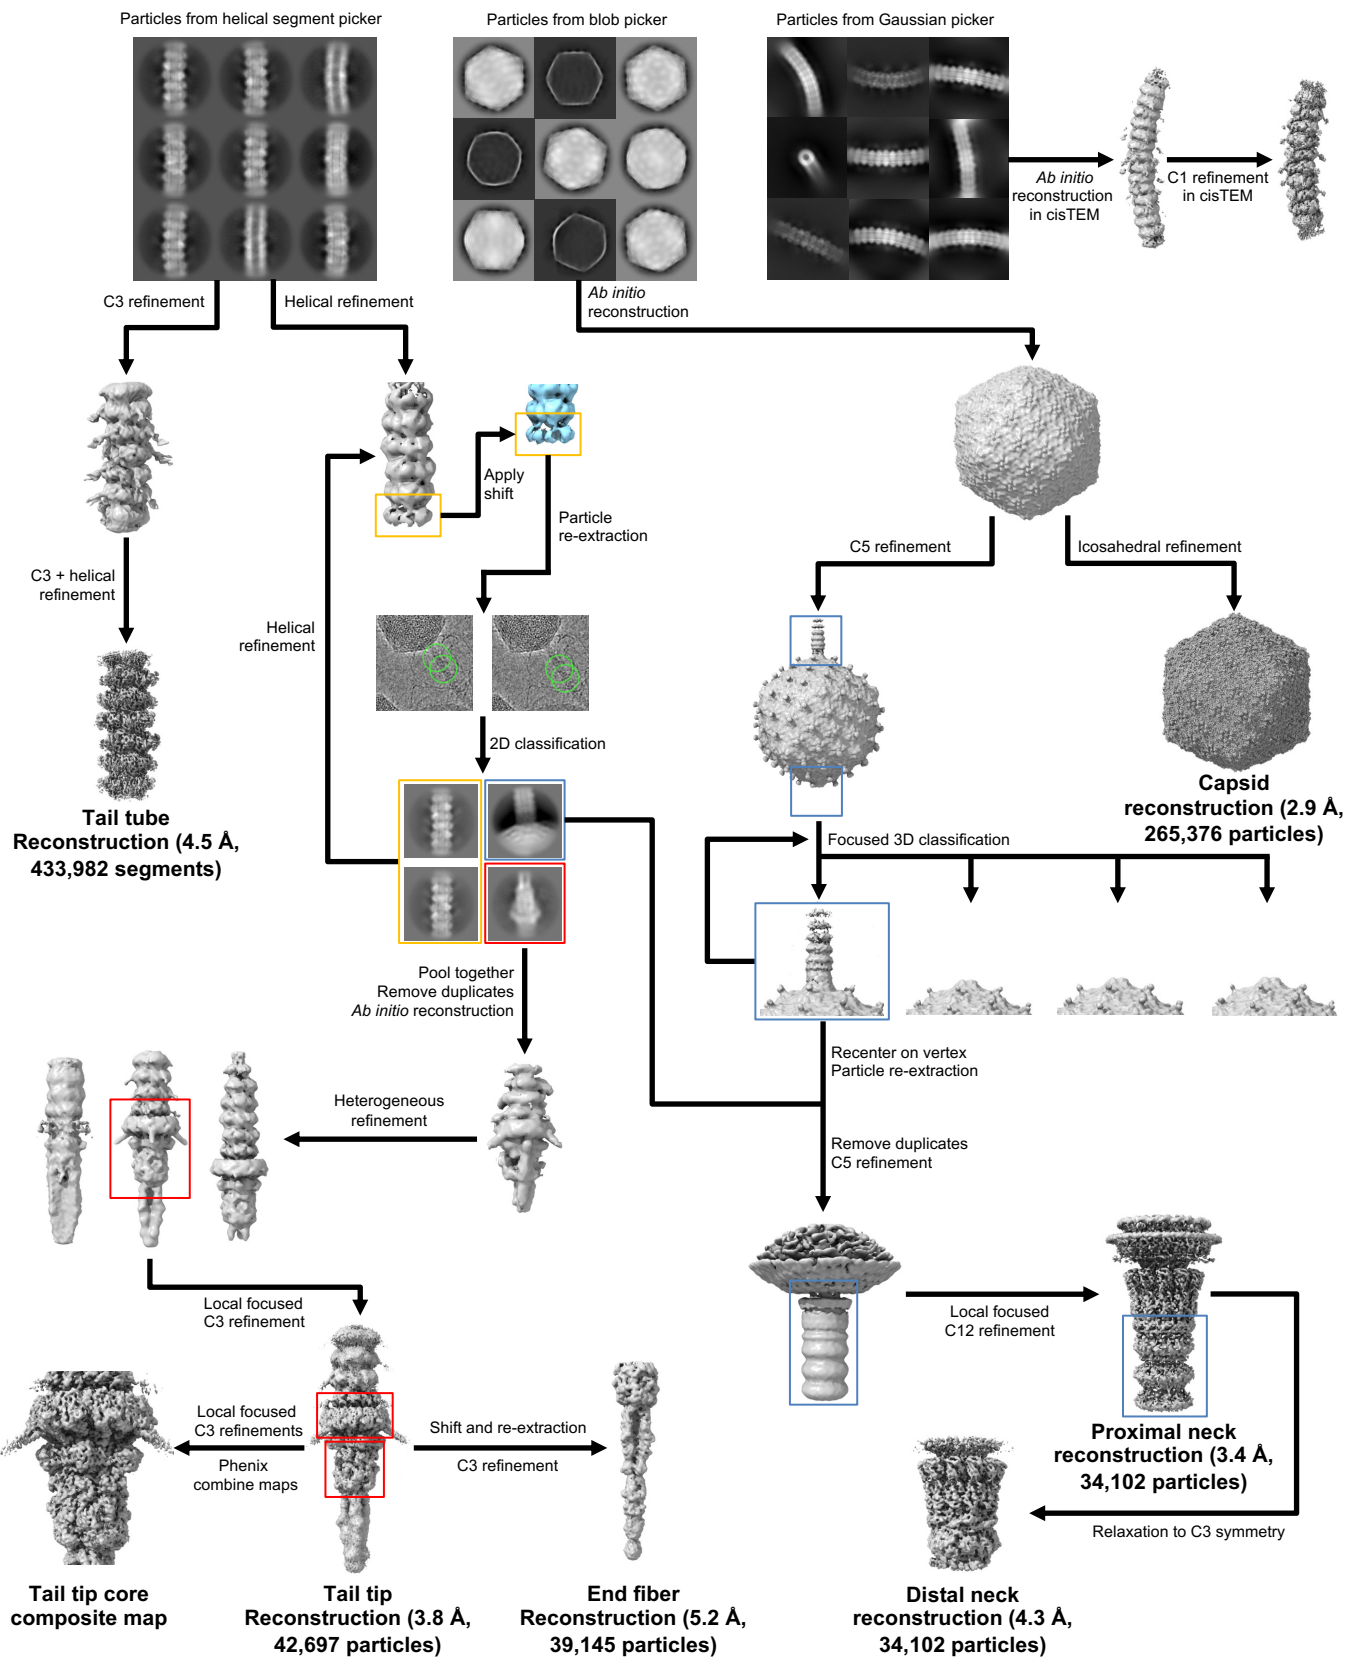 Particles from helical segment picker
Particles from blob picker
Particles from Gaussian picker
Ab initio
reconstruction
in cisTEM
C1 refinement
in cisTEM
C3 refinement
Helical refinement
Ab initio
reconstruction
Apply
shift
Particle
re-extraction
C5 refinement
Icosahedral refinement
C3 + helical
refinement
Helical
refinement
2D classification
Tail tube
Reconstruction (4.5 Å,
433,982 segments)
Capsid
reconstruction (2.9 Å,
265,376 particles)
Focused 3D classification
Pool together
Remove duplicates
Ab initio reconstruction
Recenter on vertex
Particle re-extraction
Heterogeneous
refinement
Remove duplicates
C5 refinement
Local focused
C3 refinement
Local focused
C12 refinement
Local focused
C3 refinements
Phenix
combine maps
Shift and re-extraction
C3 refinement
Proximal neck
reconstruction (3.4 Å,
34,102 particles)
Relaxation to C3 symmetry
Tail tip core
composite map
Tail tip
Reconstruction (3.8 Å,
42,697 particles)
End fiber
Reconstruction (5.2 Å,
39,145 particles)
Distal neck
reconstruction (4.3 Å,
34,102 particles)